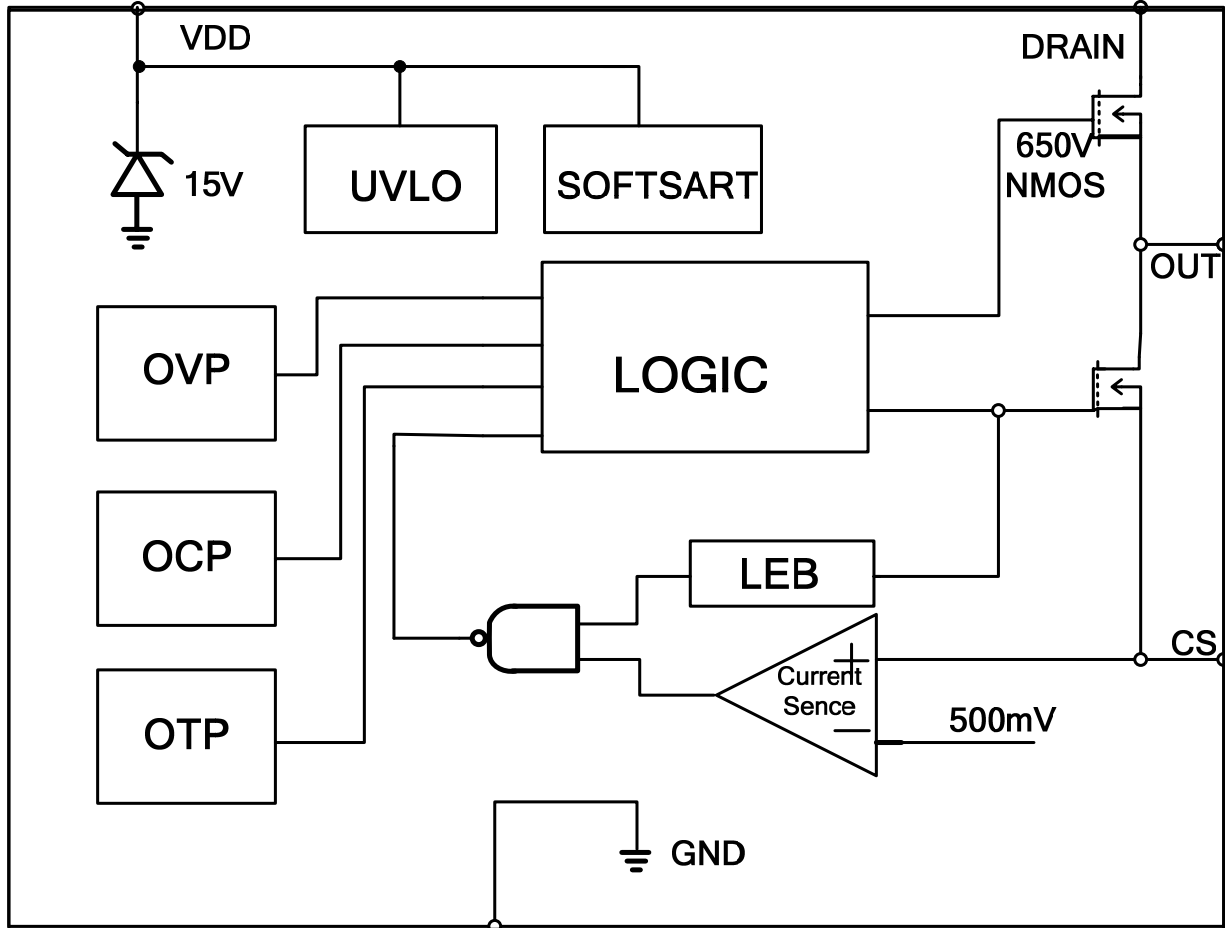 VDD
DRAIN
15V
UVLO
SOFTSART
650V
NMOS
OUT
OVP
LOGIC
OCP
LEB
CS
+
Current
Sence
−
500mV
OTP
GND